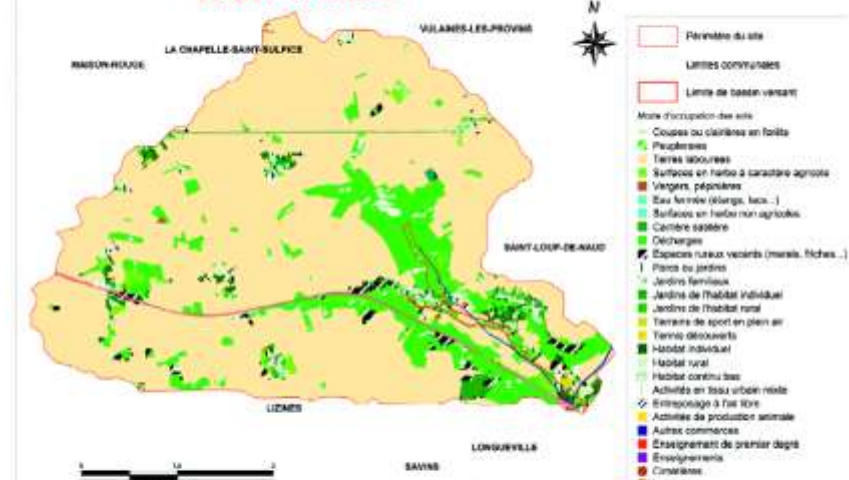 N
VULAINES-LES-PROVINS
LA CHAPELLE-SAINT-SULPICE
MAISON-ROUGE
SAINT-LOUP-DE-NAUD
LIZINES
LONGUEVILLE
SAVINS
Périmètre du site
Limites communales
Limite de bassin versant
Mode d'occupation des sols
Coupes ou clairières en forêts
Peupleraies
Terres labourées
Surfaces en herbe à caractère agricole
Vergers, pépinières
Eau fermée (étangs, lacs...)
Surfaces en herbe non agricoles
Carrière sablière
Décharges
Espaces ruraux vacants (marais, friches...)
Parcs ou jardins
Jardins familiaux
Jardins de l'habitat individuel
Jardins de l'habitat rural
Terrains de sport en plein air
Tennis découverts
Habitat individuel
Habitat rural
Habitat continu bas
Activités en tissu urbain mixte
Entreposage à l'air libre
Activités de production animale
Autres commerces
Enseignement de premier degré
Enseignements
Cimetières